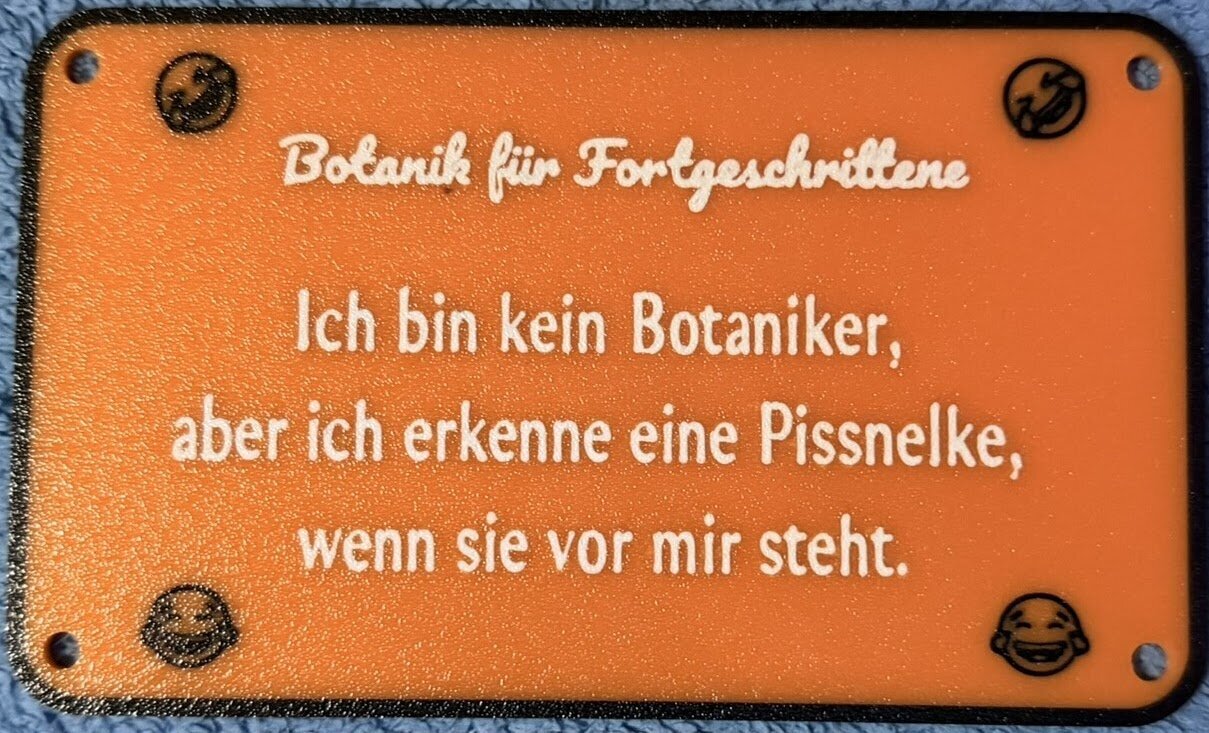 Botanik für Fortgeschrittene
Ich bin kein Botaniker,
aber ich erkenne eine Pissnelke,
wenn sie vor mir steht.